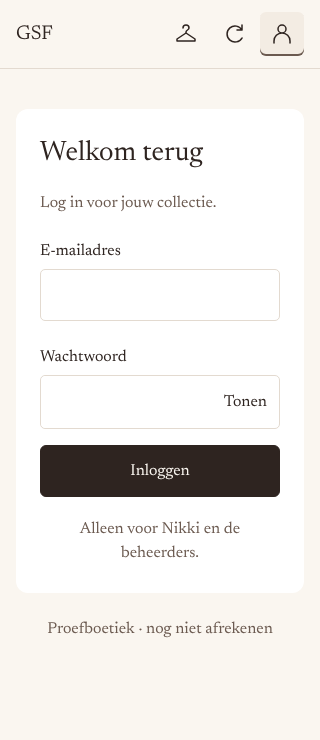 GSF
Welkom terug
Log in voor jouw collectie.
E-mailadres
Wachtwoord
Tonen
Inloggen
Alleen voor Nikki en de
beheerders.
Proefboetiek · nog niet afrekenen